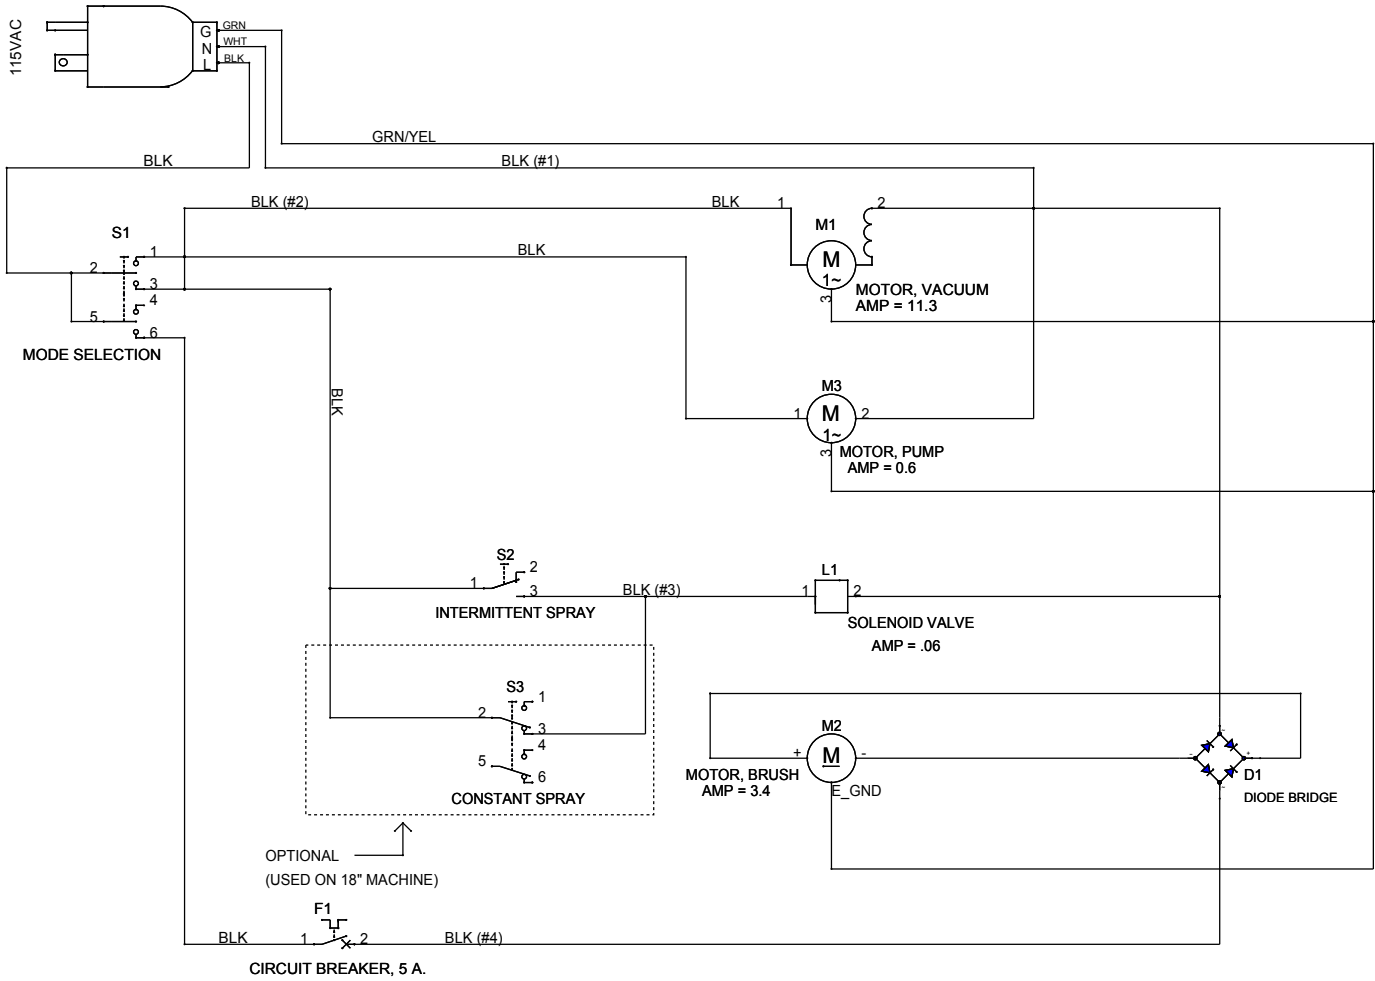 115VAC
G
N
L
GRN
WHT
BLK
GRN/YEL
BLK
BLK (#1)
BLK (#2)
BLK
1
2
S1
M1
M
1~
3
1
2
3
4
5
6
BLK
MOTOR, VACUUM
AMP = 11.3
MODE SELECTION
BLK
M3
1
M
1~
2
3
MOTOR, PUMP
AMP = 0.6
S2
1
2
3
INTERMITTENT SPRAY
BLK (#3)
L1
1
2
SOLENOID VALVE
AMP = .06
S3
1
2
3
4
5
6
CONSTANT SPRAY
M2
+
M
-
MOTOR, BRUSH
AMP = 3.4
E_GND
D1
DIODE BRIDGE
OPTIONAL
(USED ON 18" MACHINE)
F1
BLK
1
2
BLK (#4)
CIRCUIT BREAKER, 5 A.